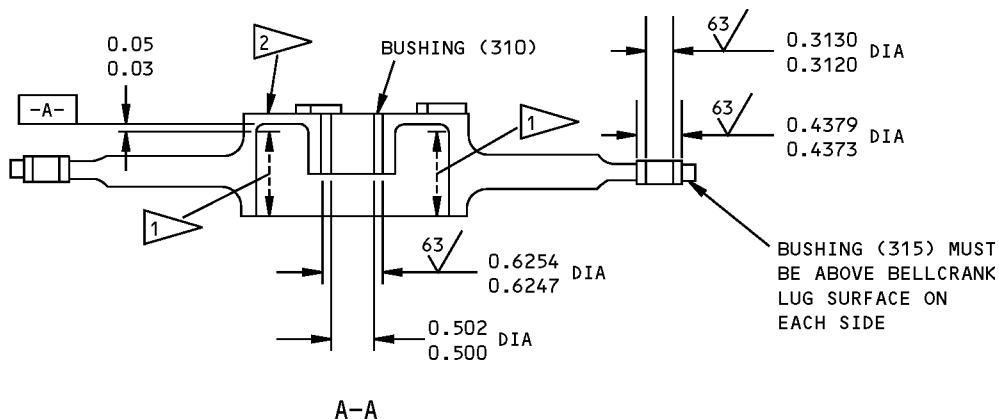 0.05
0.03
2
BUSHING (310)
63
0.3130 DIA
0.3120
-A-
1
63
0.4379 DIA
0.4373
1
63
0.6254 DIA
0.6247
BUSHING (315) MUST
BE ABOVE BELLCRANK
LUG SURFACE ON
EACH SIDE
0.502 DIA
0.500
A-A